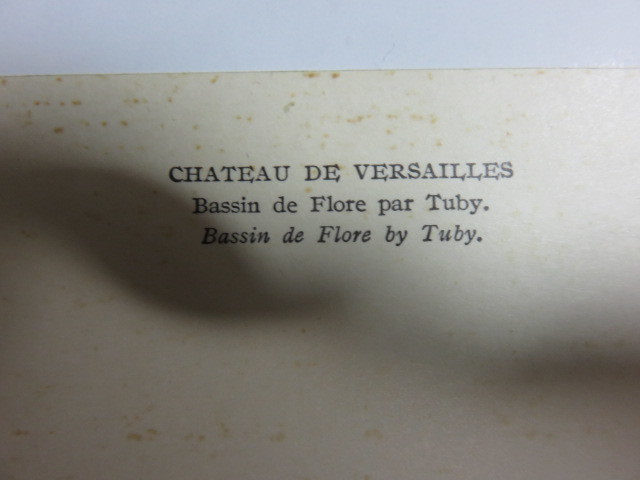 CHATEAU DE VERSAILLES
Bassin de Flore par Tuby.
Bassin de Flore by Tuby.